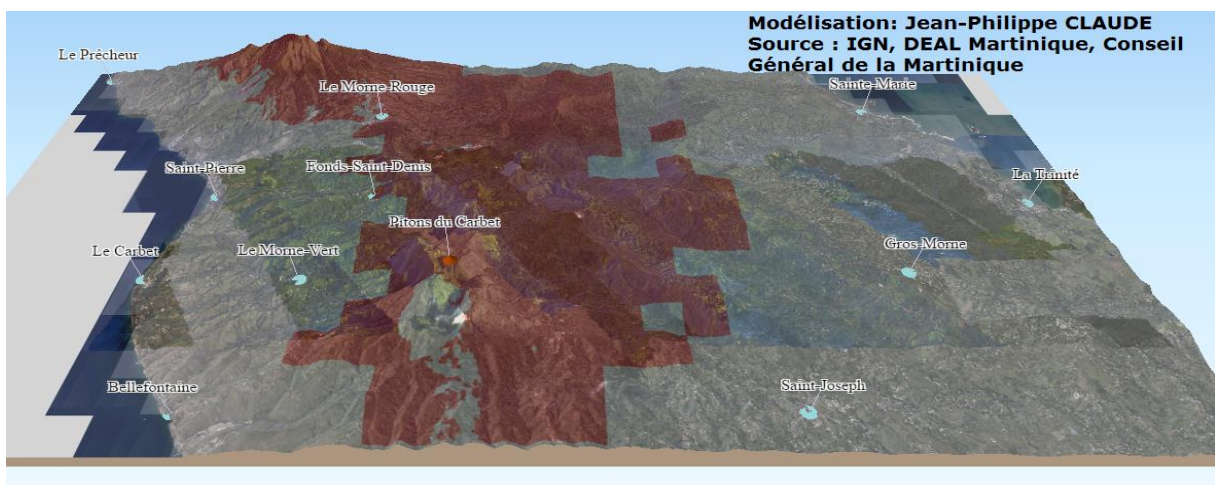 Modélisation: Jean-Philippe CLAUDE
Source : IGN, DEAL Martinique, Conseil
Général de la Martinique
Le Prêcheur
Le Morne-Rouge
Sainte-Marie
Saint-Pierre
Fonds-Saint-Denis
La Trinité
Pitons du Carbet
Le Carbet
Le Morne-Vert
Gros-Morne
Bellefontaine
Saint-Joseph